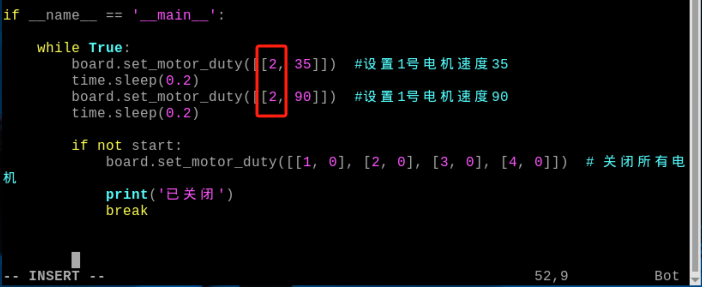 if __name__ == '__main__':
    while True:
        board.set_motor_duty([[2, 35]])  #设置1号电机速度35
        time.sleep(0.2)
        board.set_motor_duty([[2, 90]])  #设置1号电机速度90
        time.sleep(0.2)
        if not start:
            board.set_motor_duty([[1, 0], [2, 0], [3, 0], [4, 0]])  # 关闭所有电
机
            print('已关闭')
            break
-- INSERT -- 52,9 Bot